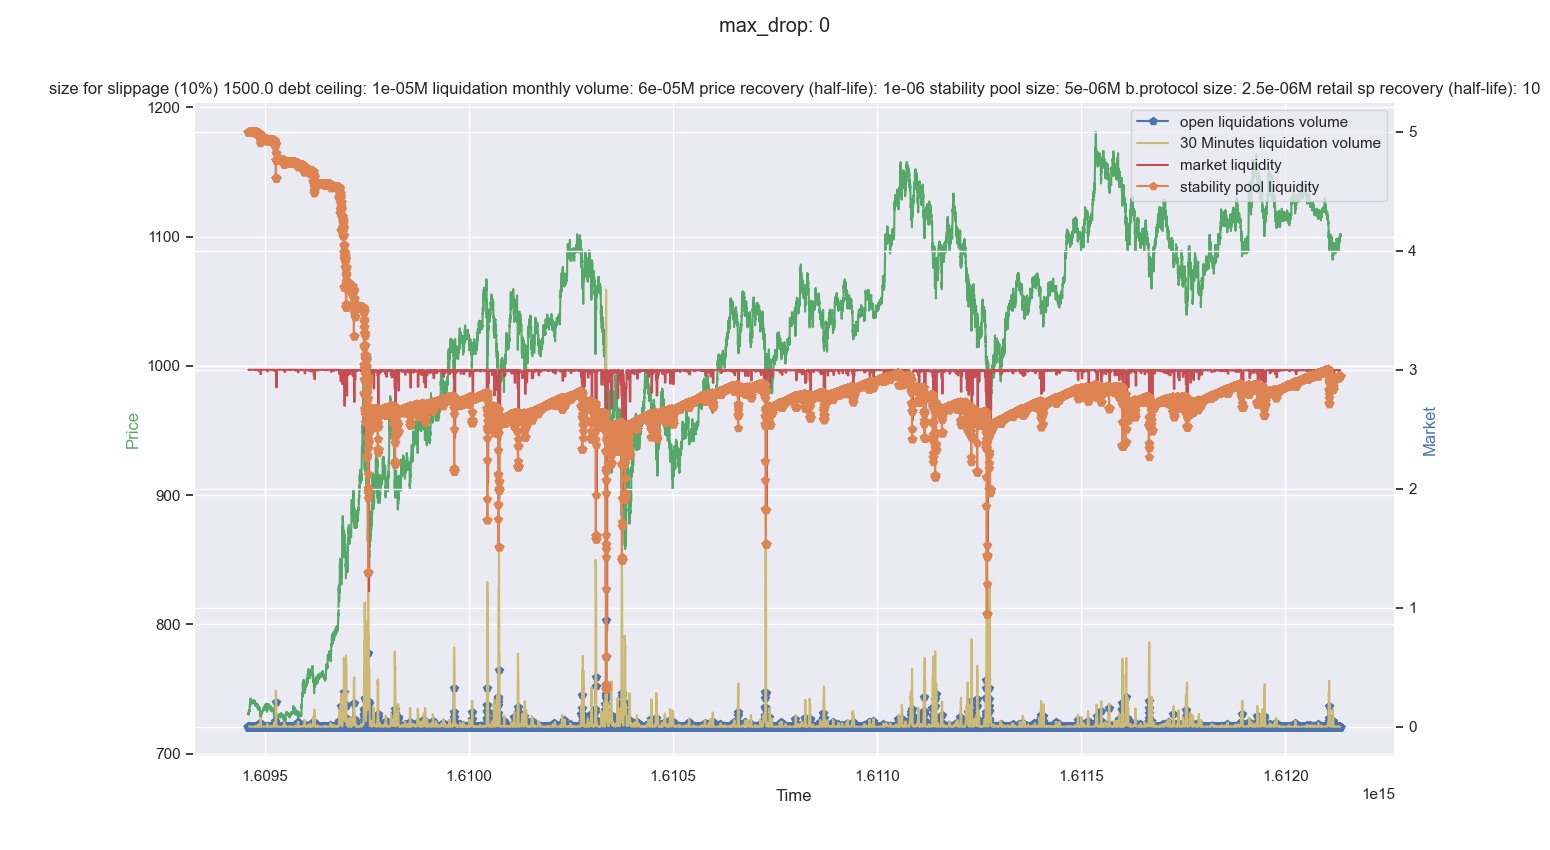 max_drop: 0
size for slippage (10%) 1500.0 debt ceiling: 1e-05M liquidation monthly volume: 6e-05M price recovery (half-life): 1e-06 stability pool size: 5e-06M b.protocol size: 2.5e-06M retail sp recovery (half-life): 10
open liquidations volume
30 Minutes liquidation volume
market liquidity
stability pool liquidity
1200
1100
1000
900
800
700
Price
5
4
3
2
1
0
Market
1.6095 1.6100 1.6105 1.6110 1.6115 1.6120
1e15
Time